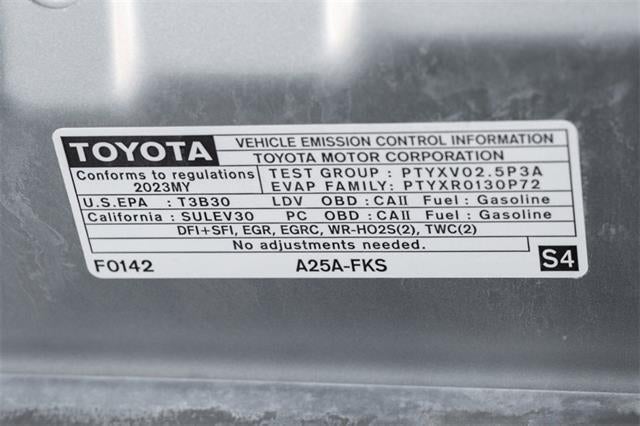 TOYOTA
VEHICLE EMISSION CONTROL INFORMATION
TOYOTA MOTOR CORPORATION
Conforms to regulations
2023MY
TEST GROUP : PTYXV02.5P3A
EVAP FAMILY: PTYXR0130P72
U.S.EPA : T3B30 LDV OBD : CAII Fuel : Gasoline
California : SULEV30 PC OBD : CAII Fuel : Gasoline
DFI+SFI, EGR, EGRC, WR-HO2S(2), TWC(2)
No adjustments needed.
F0142 A25A-FKS S4